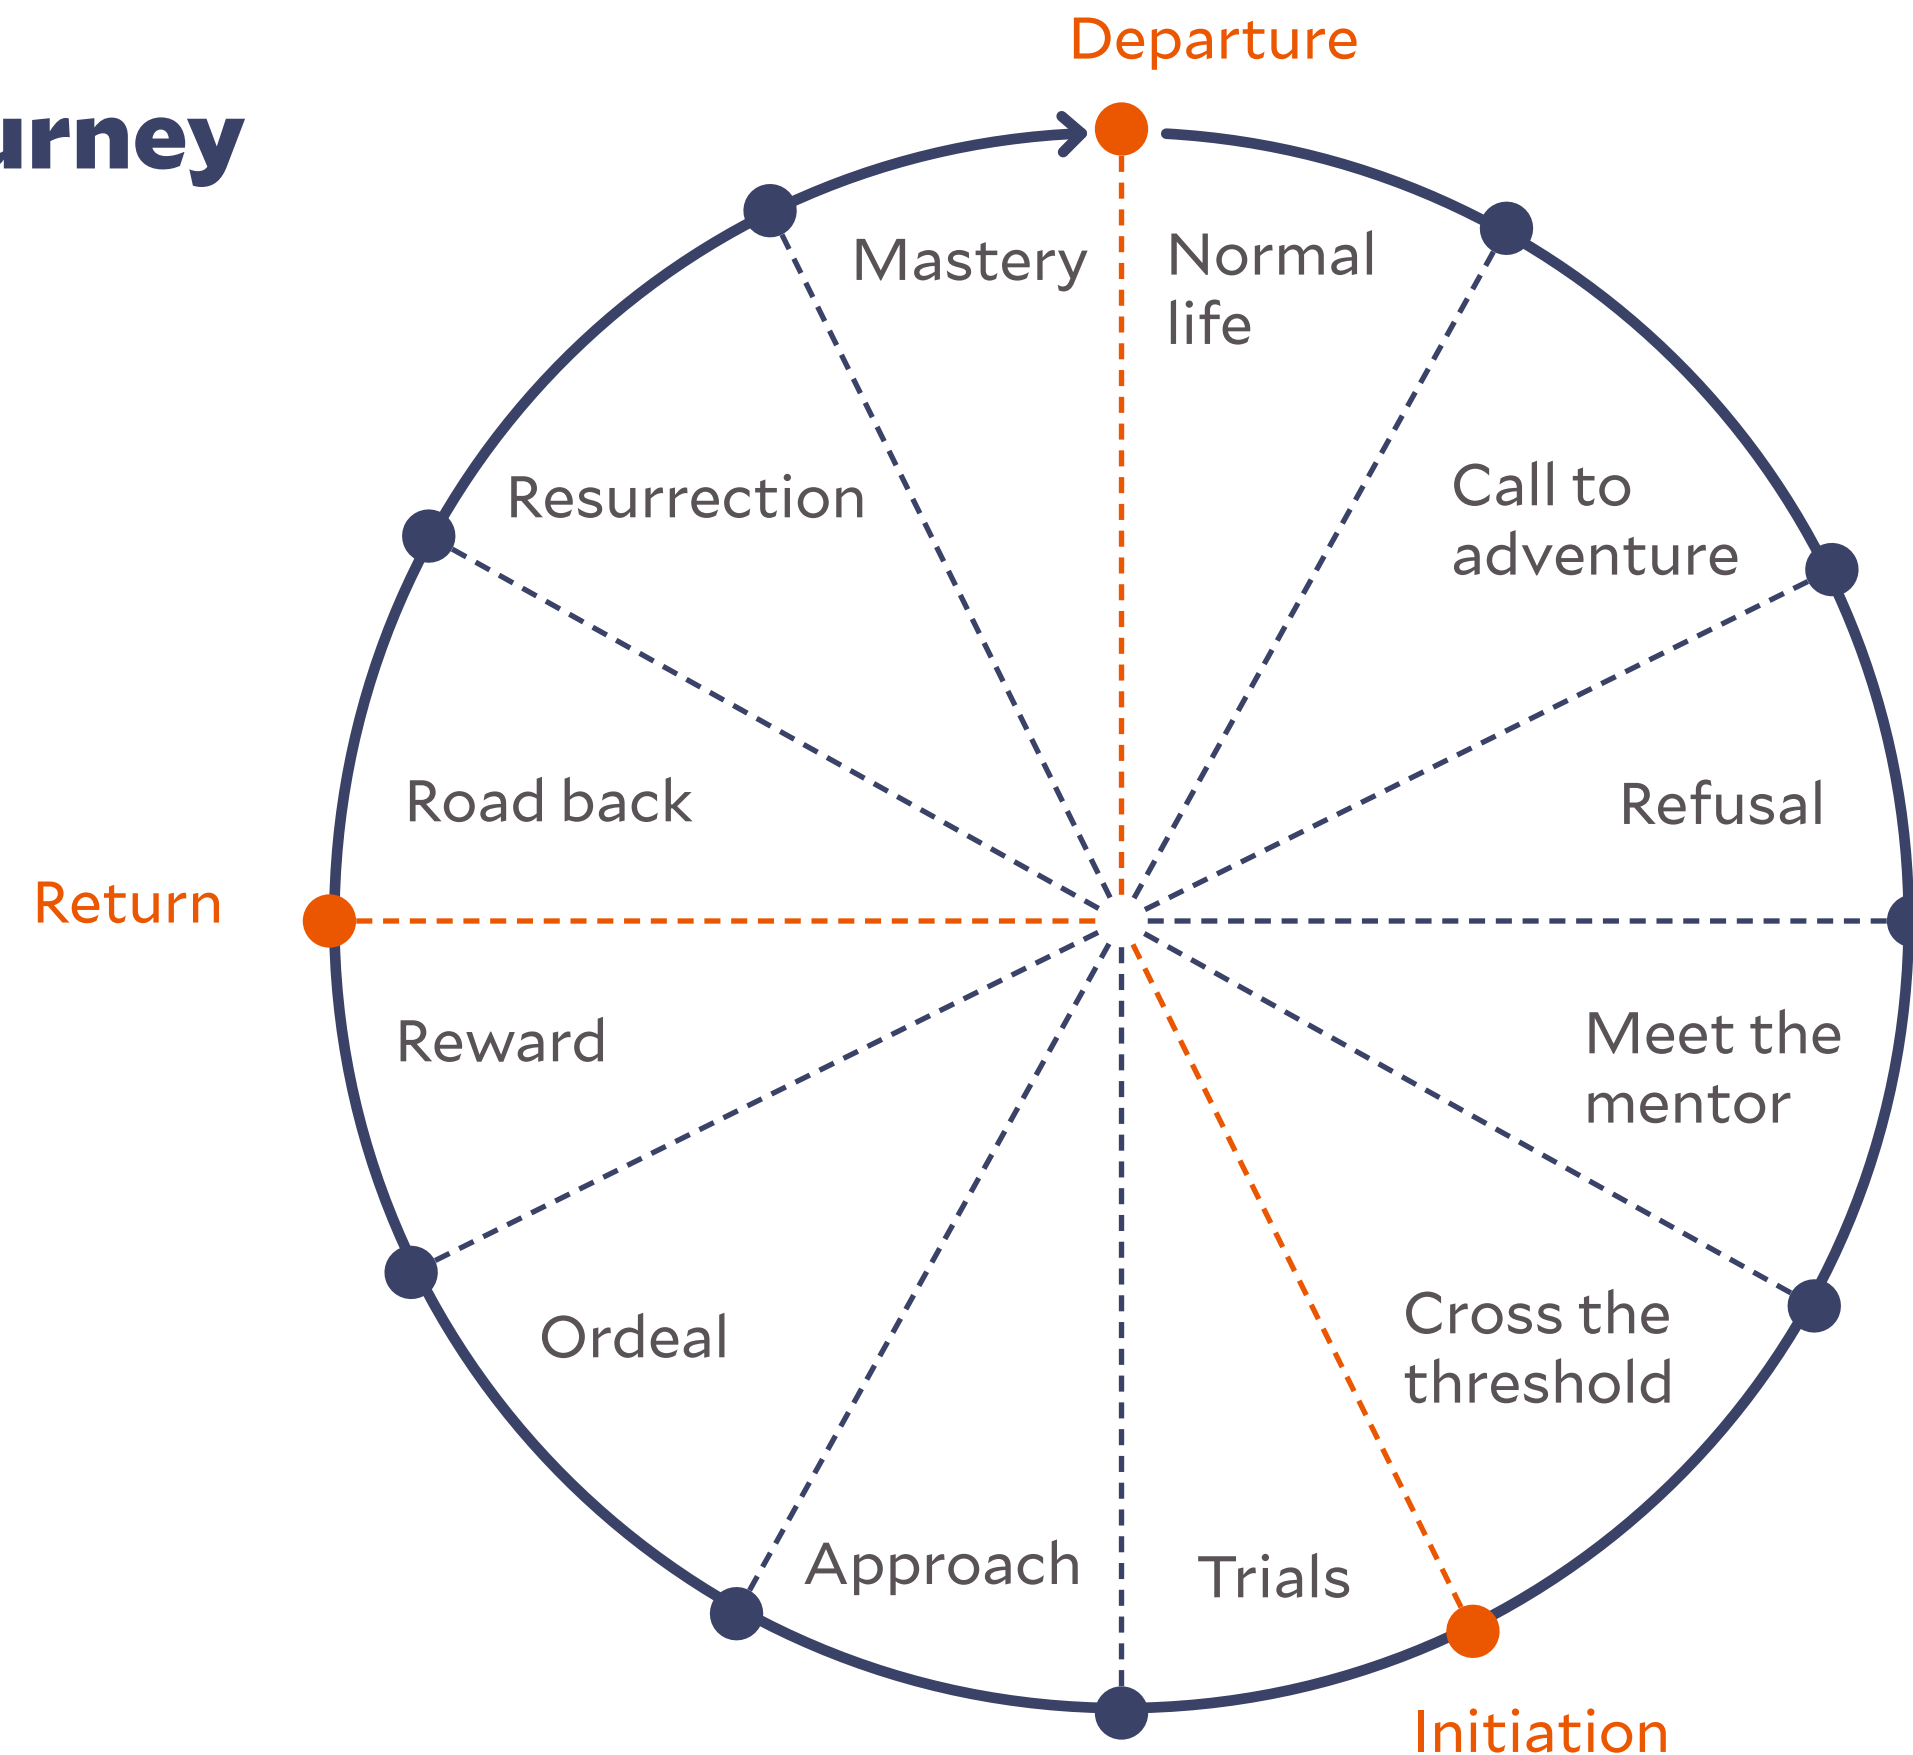 Departure
urney
Normal
life
Call to
adventure
Refusal
Meet the
mentor
Cross the
threshold
Initiation
Trials
Approach
Ordeal
Reward
Return
Road back
Resurrection
Mastery